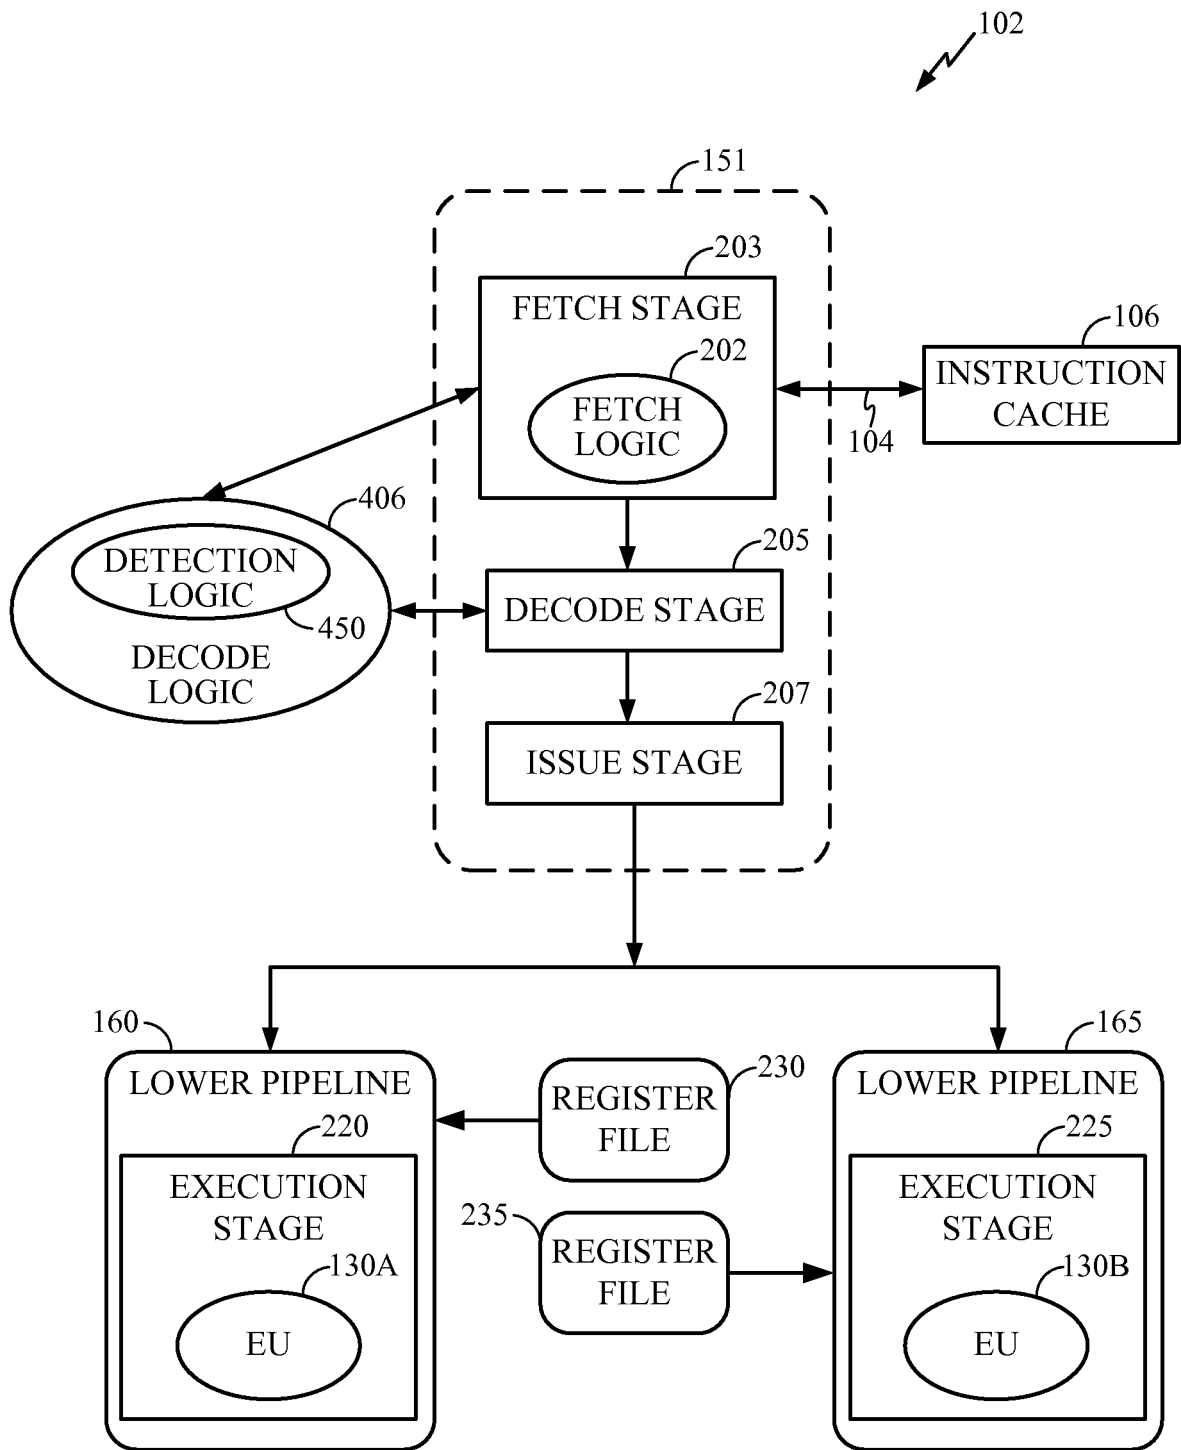 102
151
203
FETCH STAGE
202
FETCH
LOGIC
106
INSTRUCTION
CACHE
104
406
DETECTION
LOGIC
450
DECODE
LOGIC
205
DECODE STAGE
207
ISSUE STAGE
160
LOWER PIPELINE
220
EXECUTION
STAGE
130A
EU
230
REGISTER
FILE
235
REGISTER
FILE
165
LOWER PIPELINE
225
EXECUTION
STAGE
130B
EU